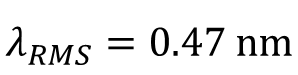 λ_RMS = 0.47 nm